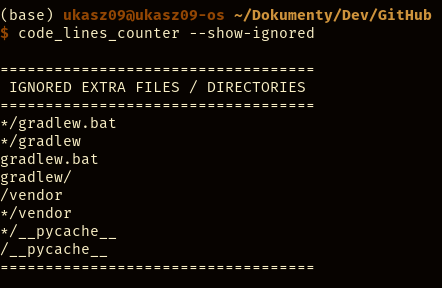 (base) ukasz09@ukasz09-os ~/Dokumenty/Dev/GitHub
$ code_lines_counter --show-ignored
===================================
IGNORED EXTRA FILES / DIRECTORIES
===================================
*/gradlew.bat
*/gradlew
gradlew.bat
gradlew/
/vendor
*/vendor
*/__pycache__
/__pycache__
===================================